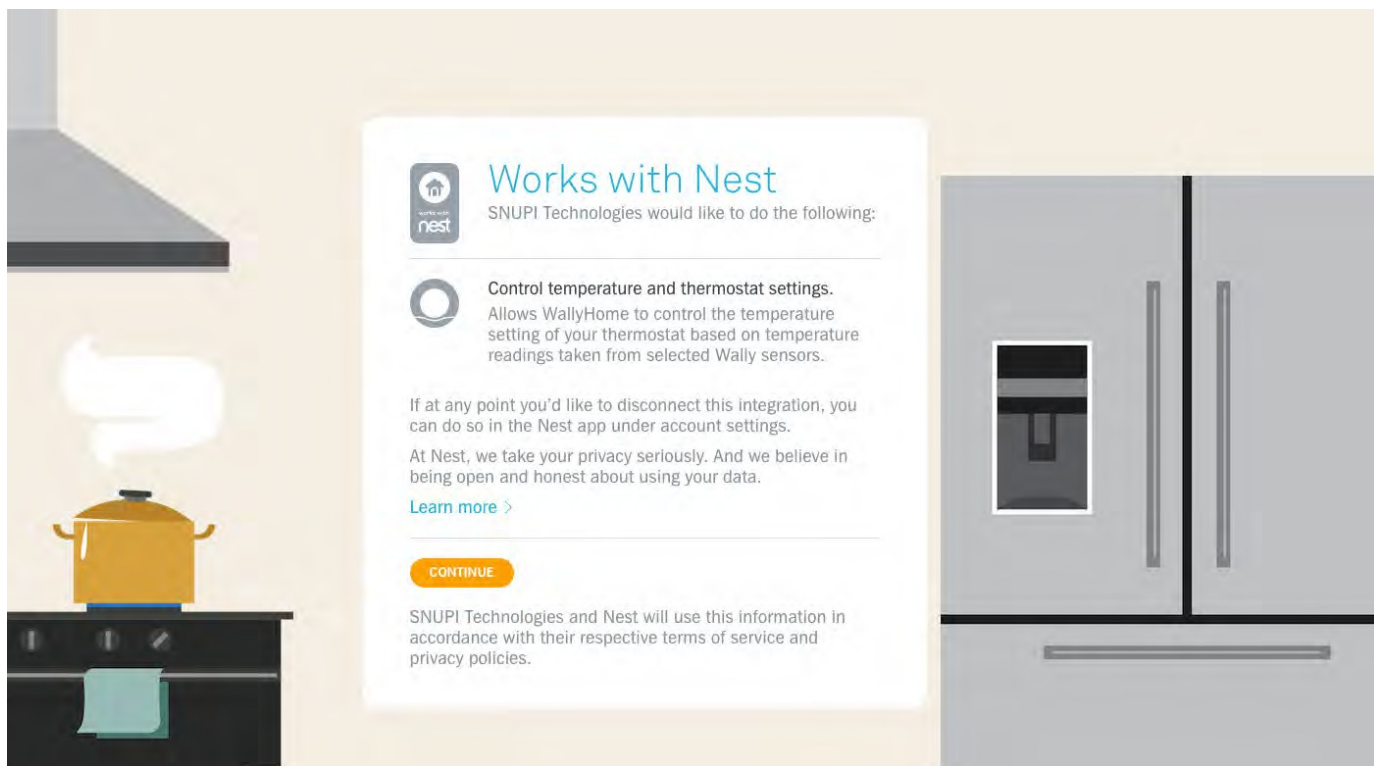 Works with Nest
SNUPI Technologies would like to do the following:
works with
nest
Control temperature and thermostat settings.
Allows WallyHome to control the temperature
setting of your thermostat based on temperature
readings taken from selected Wally sensors.
If at any point you'd like to disconnect this integration, you
can do so in the Nest app under account settings.
At Nest, we take your privacy seriously. And we believe in
being open and honest about using your data.
Learn more >
CONTINUE
SNUPI Technologies and Nest will use this information in
accordance with their respective terms of service and
privacy policies.